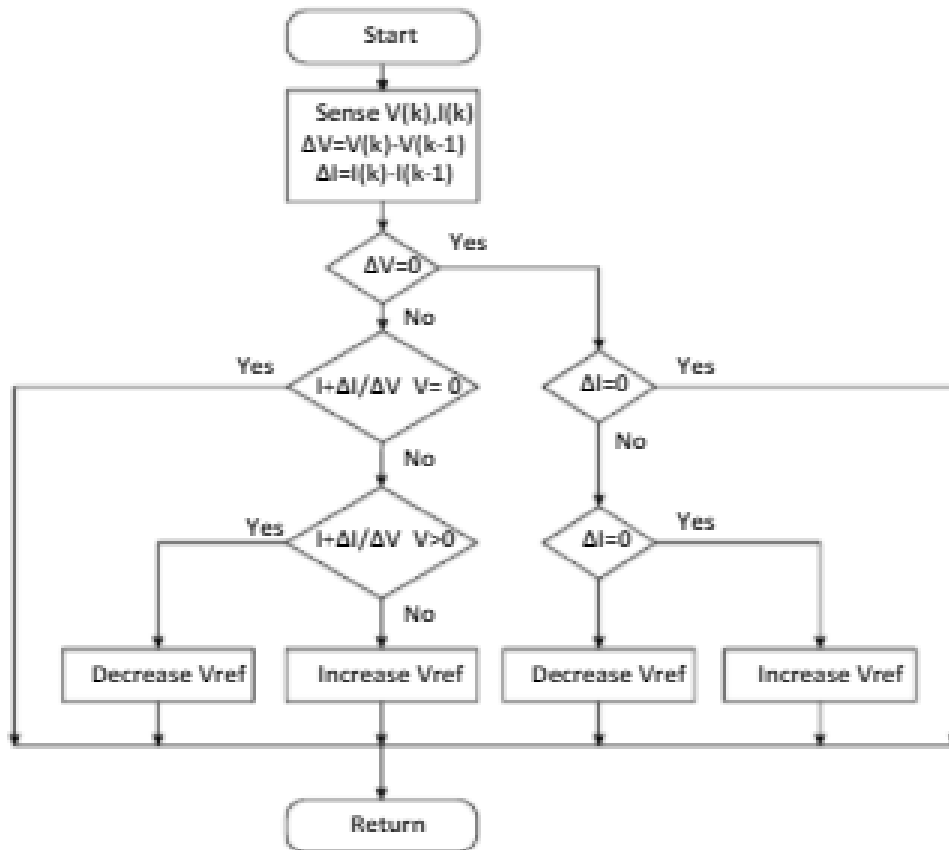 Start
Sense V(k),I(k)
ΔV=V(k)-V(k-1)
ΔI=I(k)-I(k-1)
Yes
ΔV=0
No
Yes
I+ΔI/ΔV V= 0
ΔI=0
Yes
No
No
Yes
I+ΔI/ΔV V>0
ΔI=0
Yes
No
Decrease Vref
Increase Vref
Decrease Vref
Increase Vref
Return